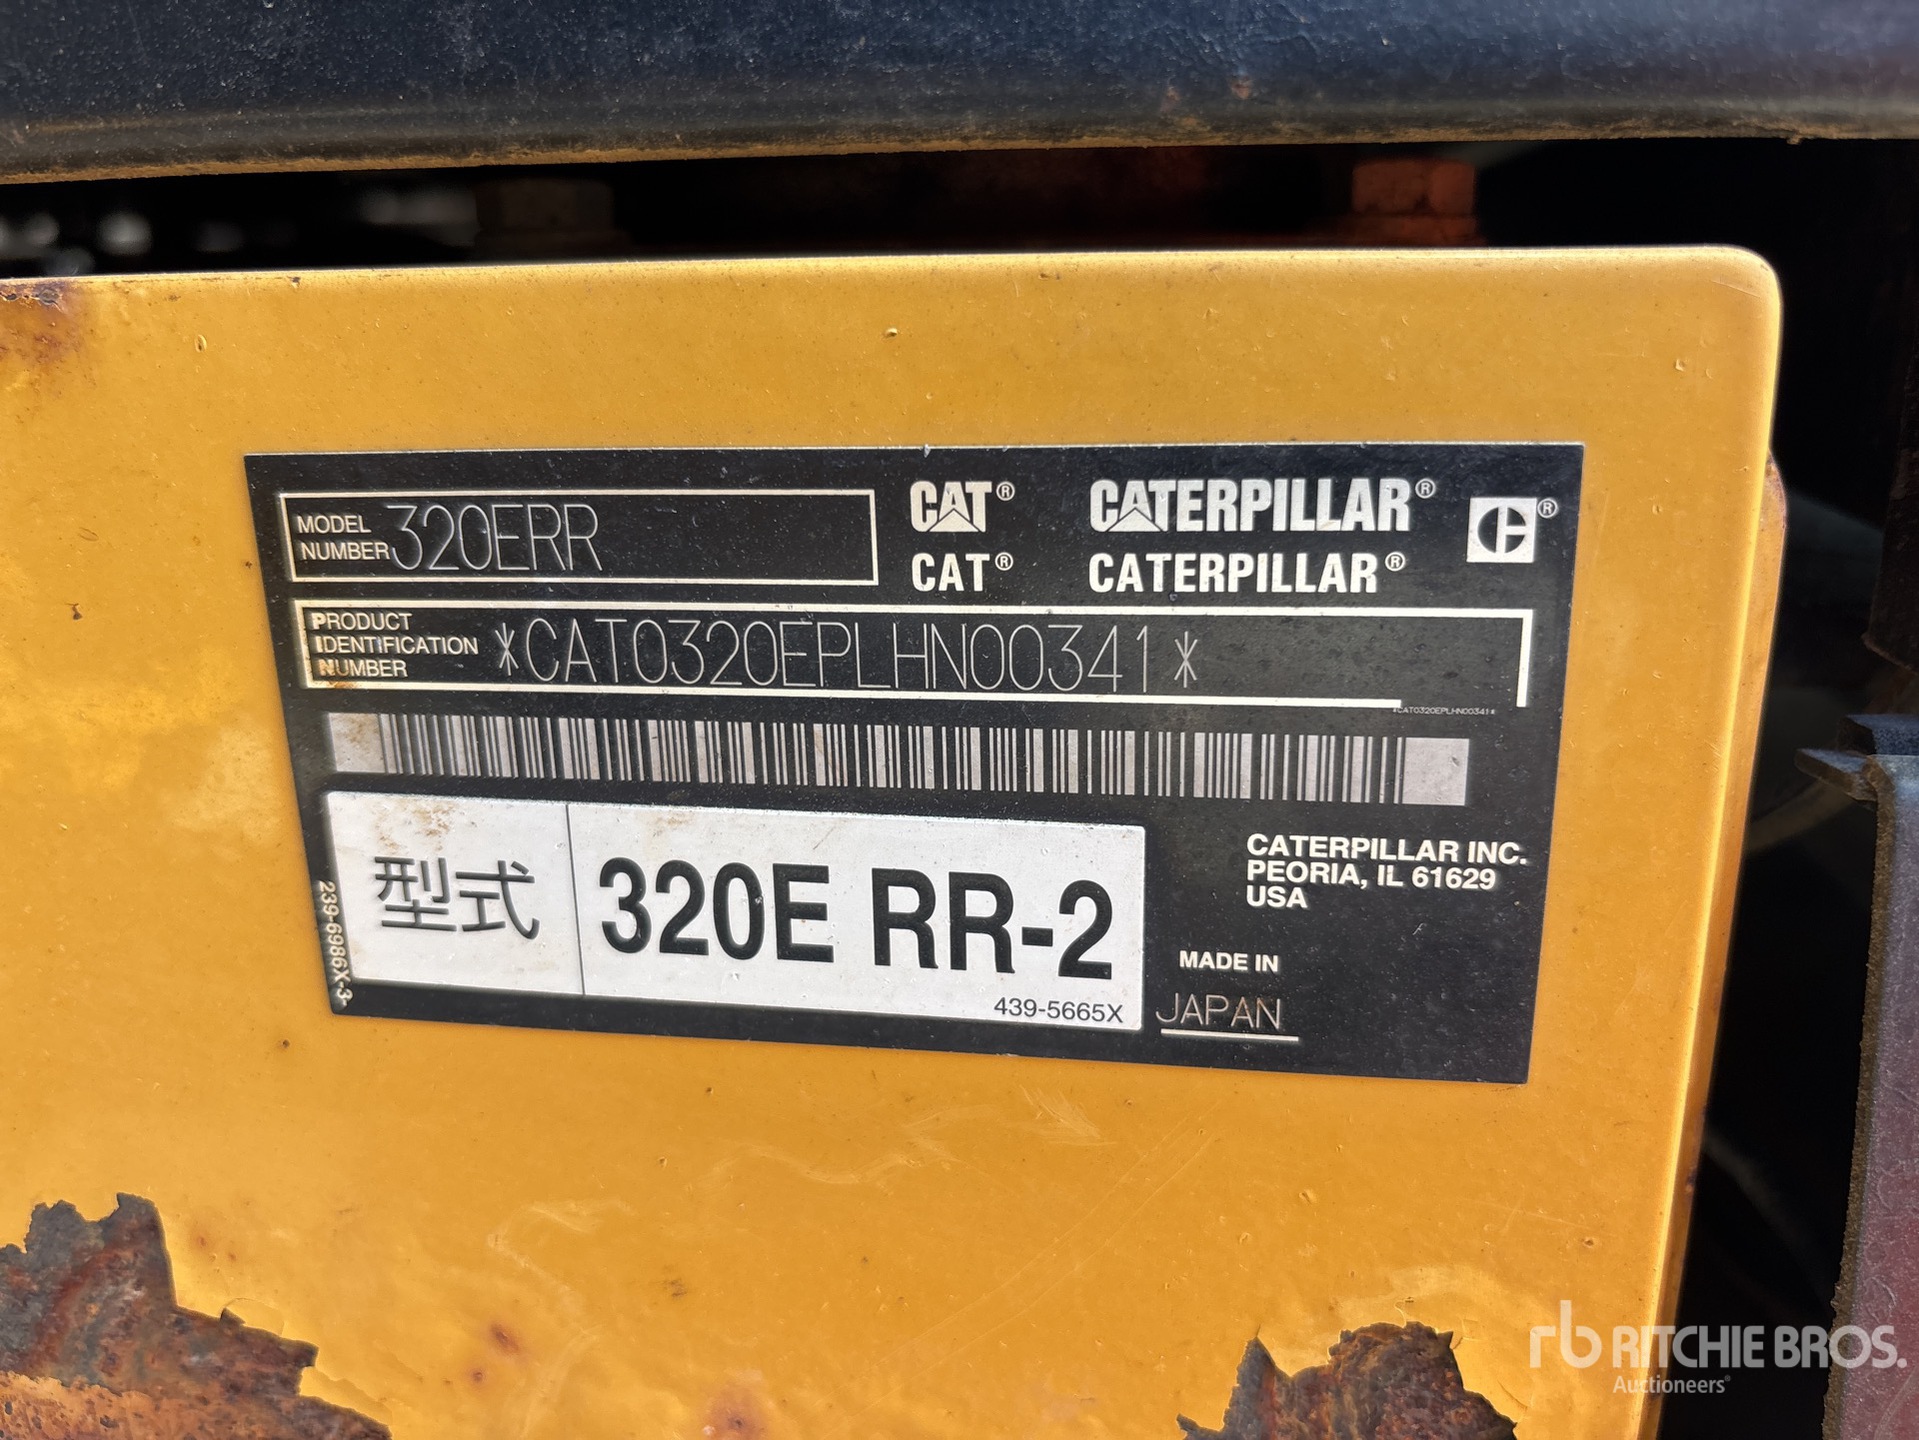 MODEL NUMBER 320ERR
CAT® CATERPILLAR® C®
CAT® CATERPILLAR®
PRODUCT IDENTIFICATION NUMBER *CAT0320EPLHN00341*
*CAT0320EPLHN00341*
型式 320E RR-2
439-5665X
239-6986X-3
CATERPILLAR INC.
PEORIA, IL 61629
USA
MADE IN
JAPAN
rb RITCHIE BROS.
Auctioneers®